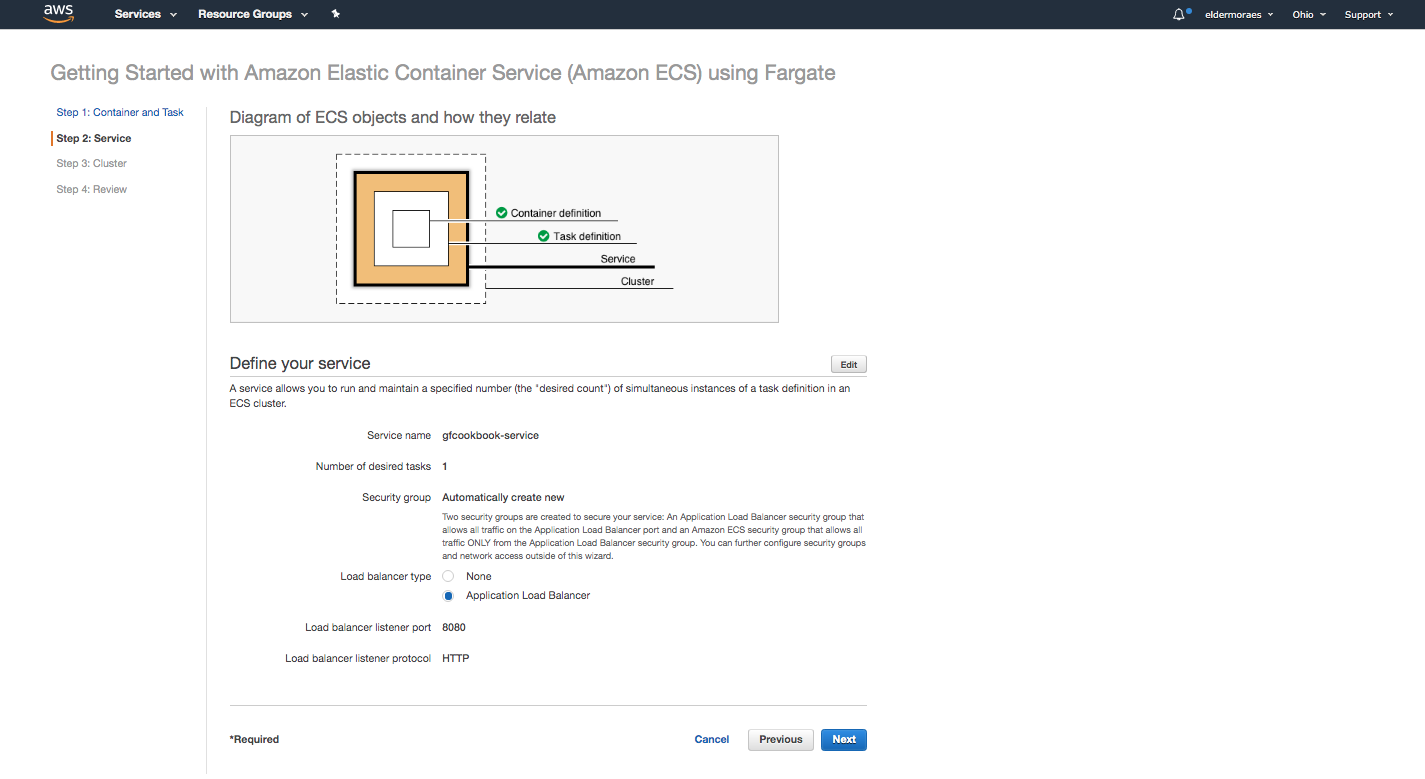 aws Services Resource Groups eldermoraes Ohio Support
Getting Started with Amazon Elastic Container Service (Amazon ECS) using Fargate
Step 1: Container and Task
Step 2: Service
Step 3: Cluster
Step 4: Review
Diagram of ECS objects and how they relate
Container definition
Task definition
Service
Cluster
Define your service Edit
A service allows you to run and maintain a specified number (the "desired count") of simultaneous instances of a task definition in an
ECS cluster.
Service name gfcookbook-service
Number of desired tasks 1
Security group Automatically create new
Two security groups are created to secure your service: An Application Load Balancer security group that
allows all traffic on the Application Load Balancer port and an Amazon ECS security group that allows all
traffic ONLY from the Application Load Balancer security group. You can further configure security groups
and network access outside of this wizard.
Load balancer type None
Application Load Balancer
Load balancer listener port 8080
Load balancer listener protocol HTTP
*Required Cancel Previous Next